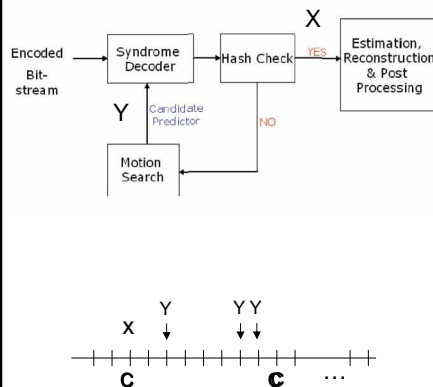 X
Encoded
Bit-
stream
Syndrome
Decoder
Hash Check
YES
Estimation,
Reconstruction
& Post
Processing
Y
Candidate
Predictor
NO
Motion
Search
Y
Y Y
x
C
C
...